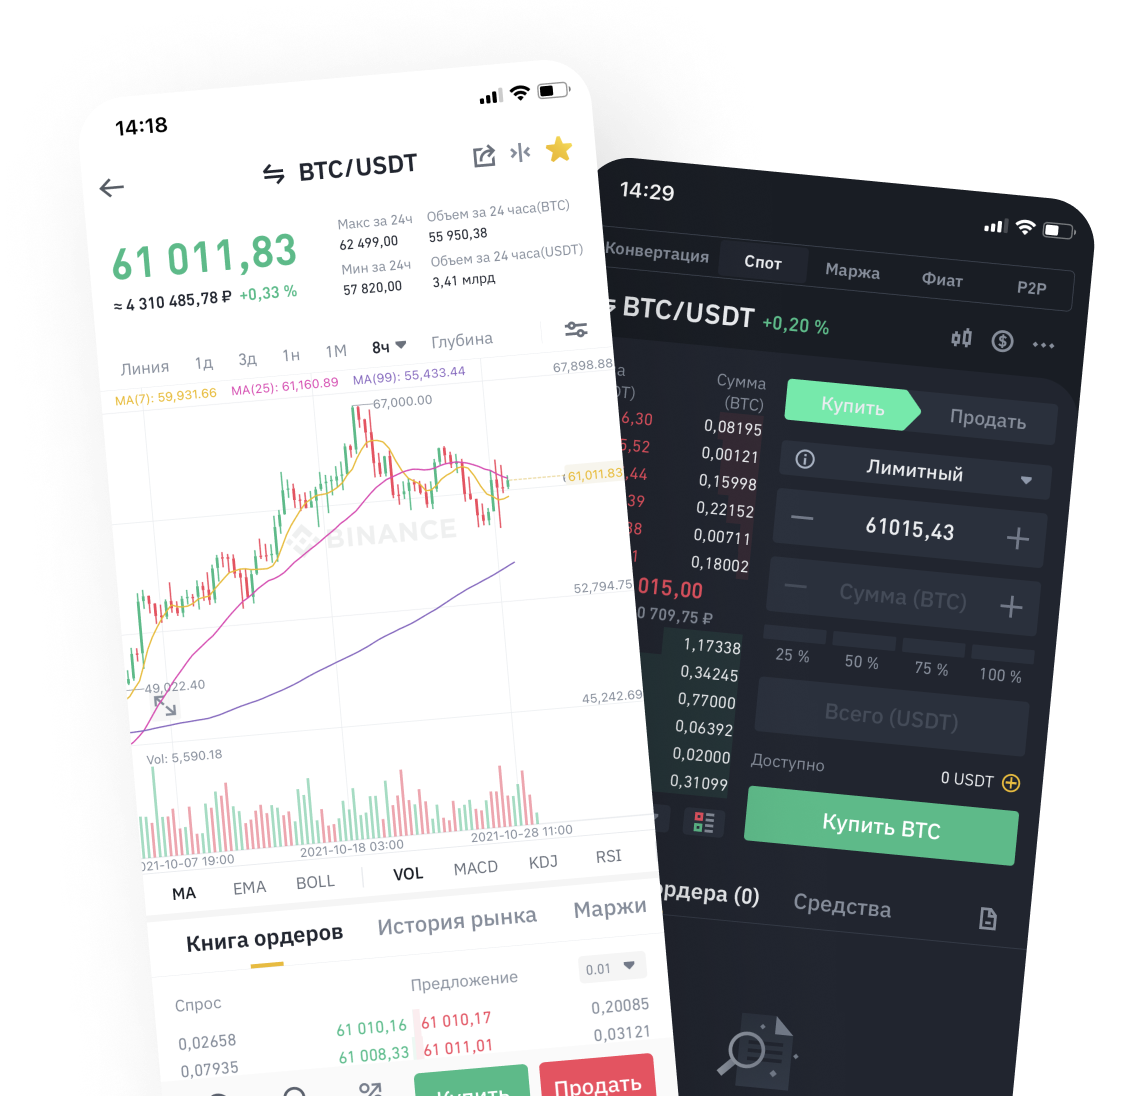 14:18
BTC/USDT
61 011,83
≈ 4 310 485,78 ₽ +0,33 %
Макс за 24ч
62 499,00
Мин за 24ч
57 820,00
Объем за 24 часа(BTC)
55 950,38
Объем за 24 часа(USDT)
3,41 млрд
Линия 1д 3д 1н 1М 8ч Глубина
MA(7): 59,931.66 MA(25): 61,160.89 MA(99): 55,433.44
67,898.88
67,000.00
61,011.83
BINANCE
52,794.75
49,022.40
45,242.69
Vol: 5,590.18
021-10-07 19:00 2021-10-18 03:00 2021-10-28 11:00
MA EMA BOLL VOL MACD KDJ RSI
Книга ордеров История рынка Маржи
Спрос Предложение 0.01
0,02658 61 010,16 61 010,17 0,20085
0,07935 61 008,33 61 011,01 0,03121
Купить Продать
14:29
Конвертация Спот Маржа Фиат P2P
BTC/USDT +0,20 %
Сумма
(BTC)
6,30 0,08195
5,52 0,00121
,44 0,15998
39 0,22152
38 0,00711
1 0,18002
015,00
0 709,75 ₽
1,17338
0,34245
0,77000
0,06392
0,02000
0,31099
Купить Продать
Лимитный
61015,43
Сумма (BTC)
25 % 50 % 75 % 100 %
Всего (USDT)
Доступно 0 USDT
Купить BTC
ордера (0) Средства